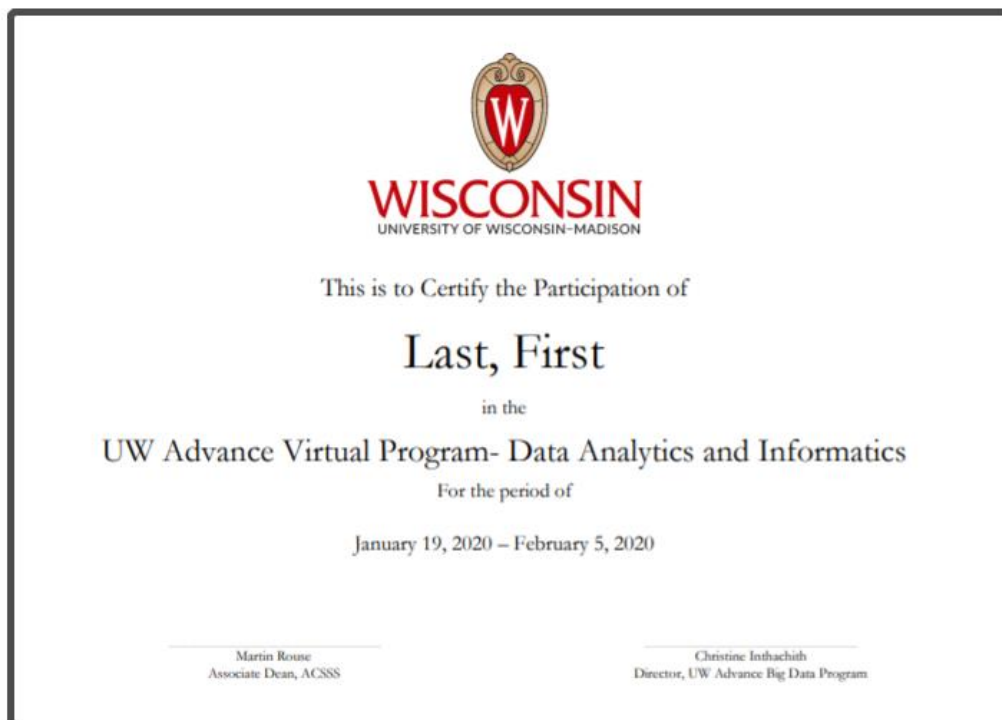 W
WISCONSIN
UNIVERSITY OF WISCONSIN–MADISON
This is to Certify the Participation of
Last, First
in the
UW Advance Virtual Program- Data Analytics and Informatics
For the period of
January 19, 2020 – February 5, 2020
Martin Rouse
Associate Dean, ACSSS
Christine Inthachith
Director, UW Advance Big Data Program